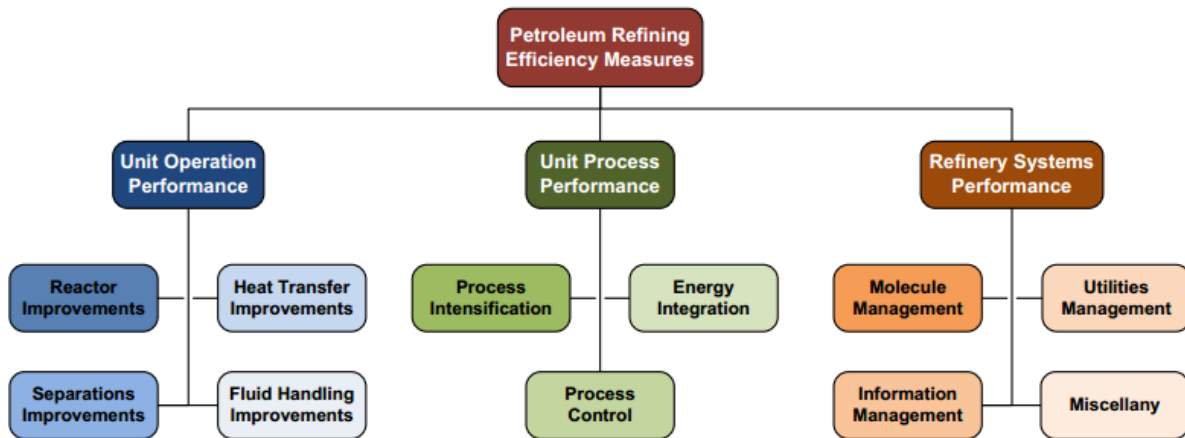 Petroleum Refining
Efficiency Measures
Unit Operation
Performance
Unit Process
Performance
Refinery Systems
Performance
Reactor
Improvements
Heat Transfer
Improvements
Process
Intensification
Energy
Integration
Molecule
Management
Utilities
Management
Separations
Improvements
Fluid Handling
Improvements
Process
Control
Information
Management
Miscellany